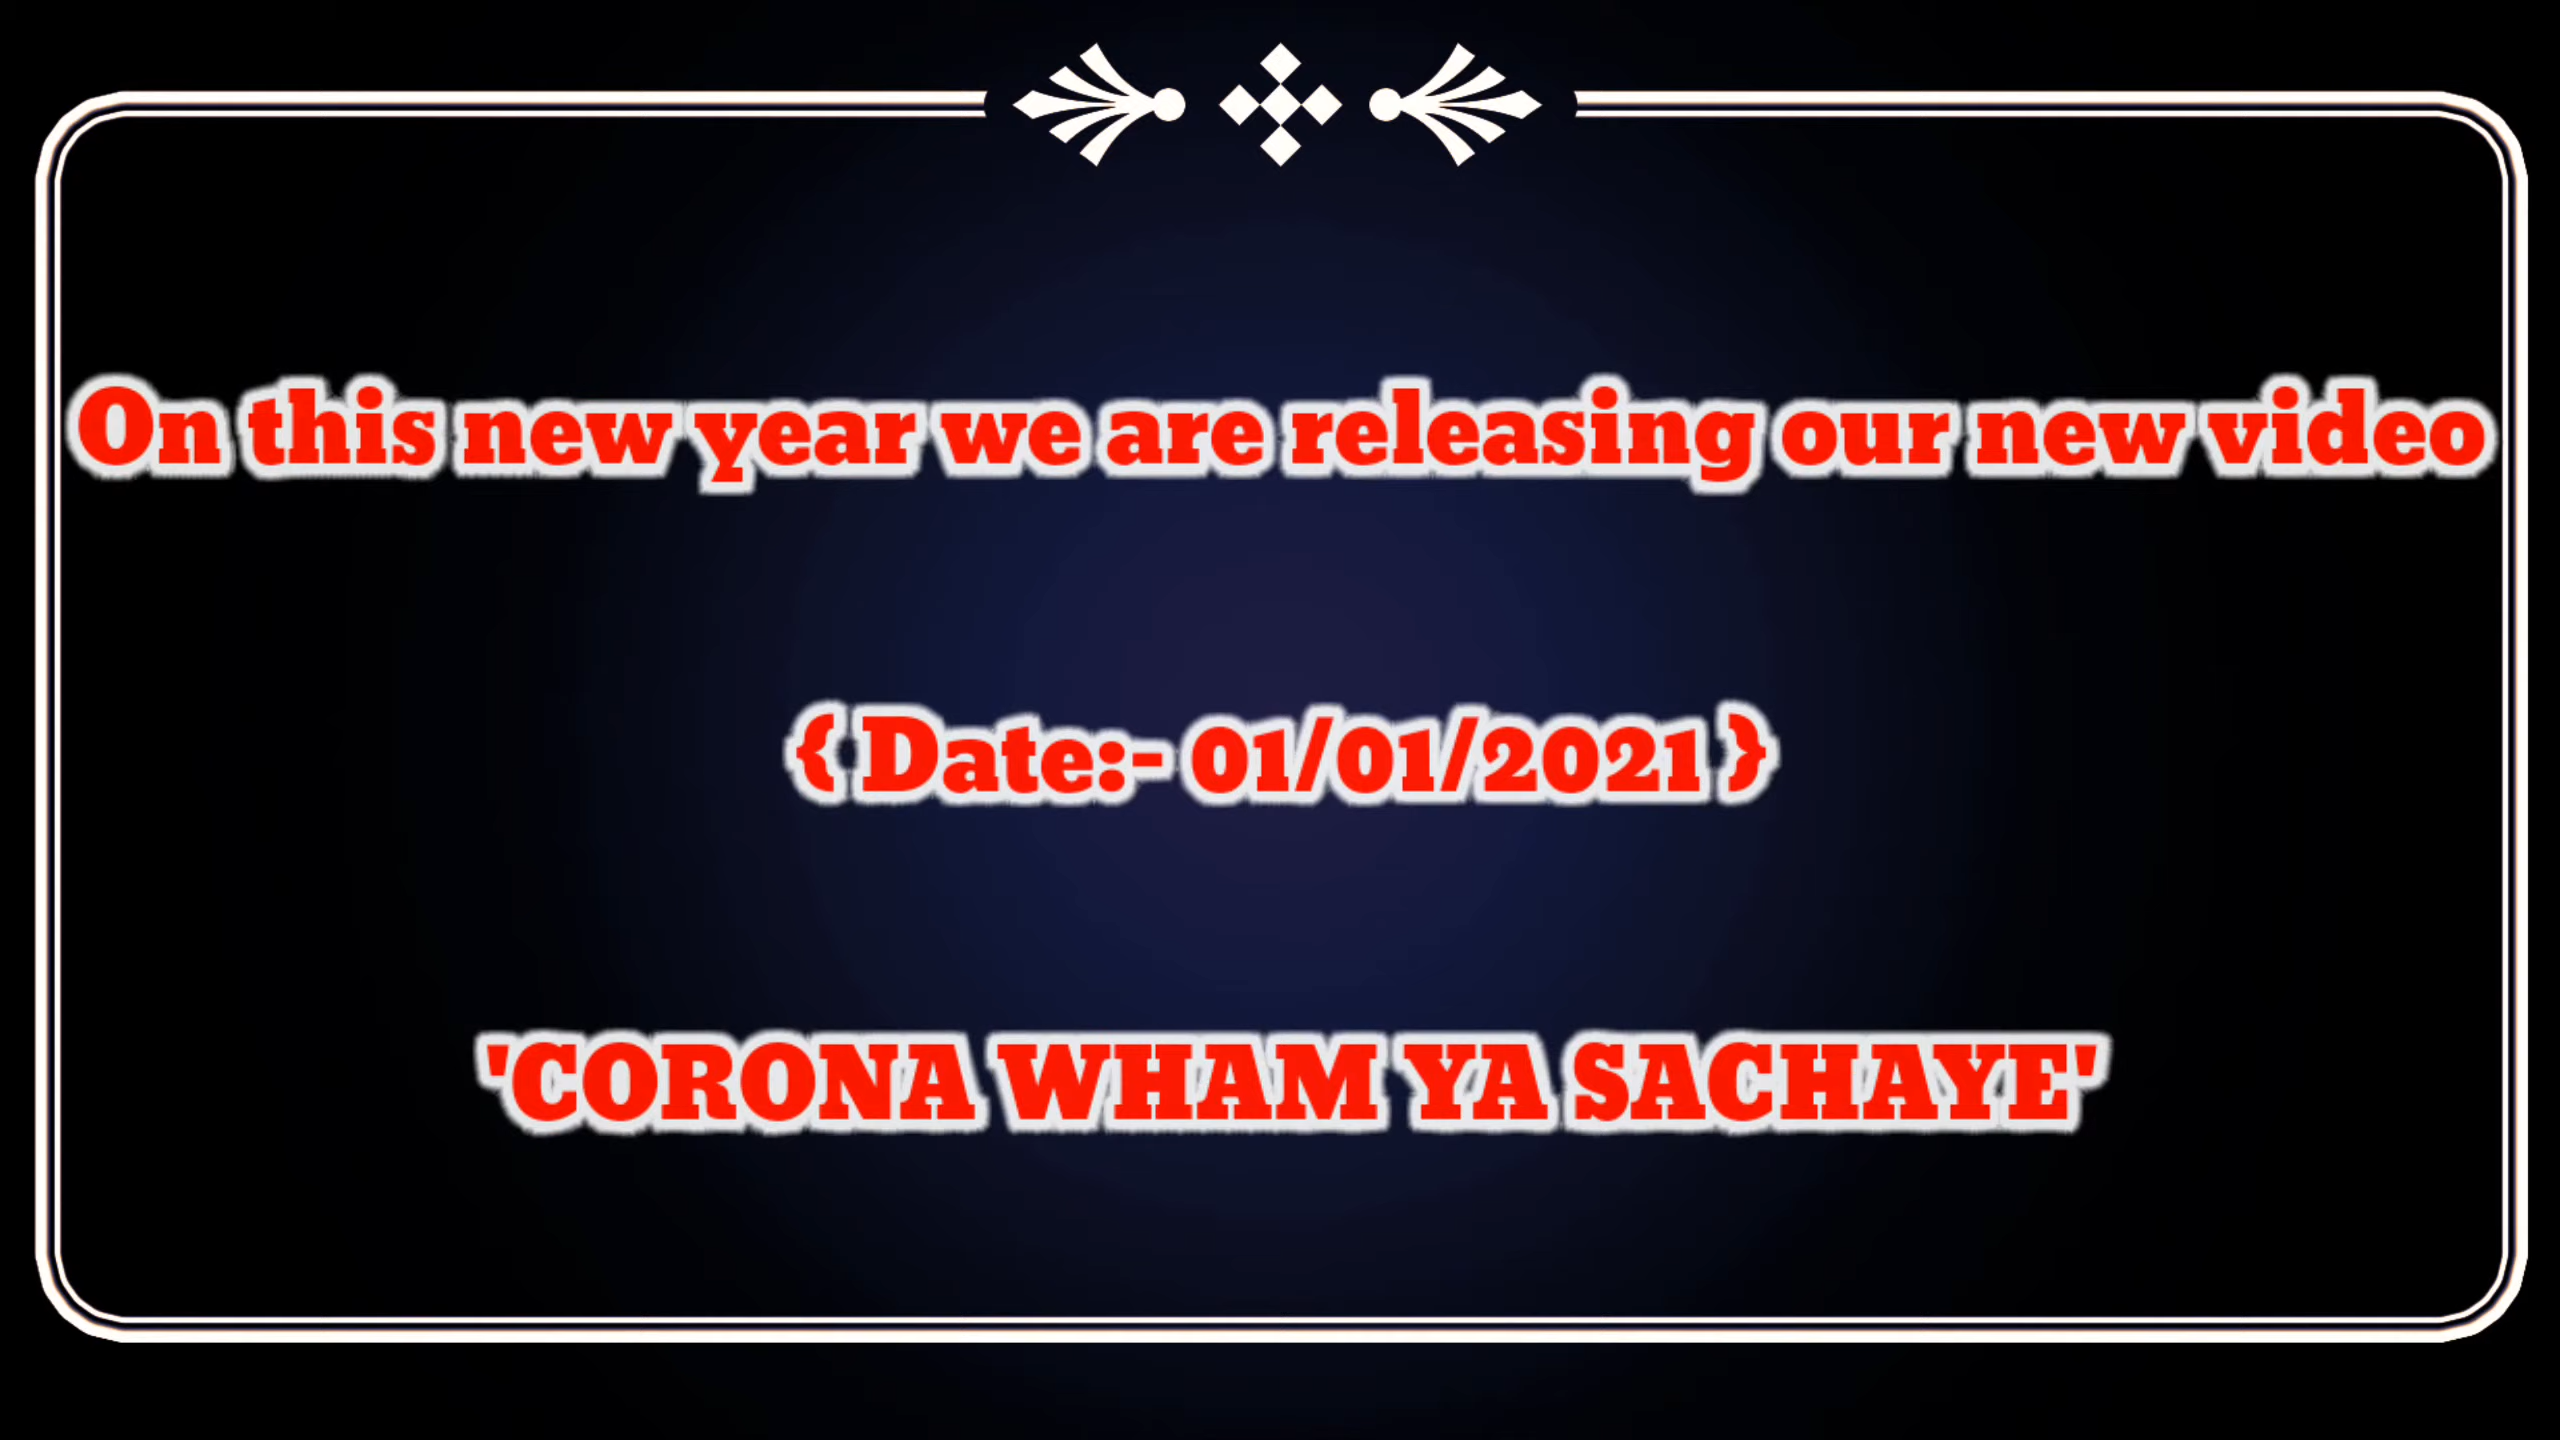 On this new year we are releasing our new video
{ Date:- 01/01/2021 }
'CORONA WHAM YA SACHAYE'